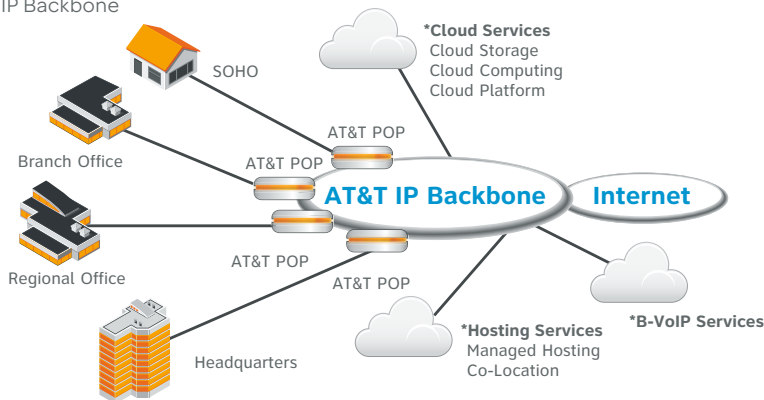 IP Backbone
*Cloud Services
Cloud Storage
Cloud Computing
Cloud Platform
SOHO
AT&T POP
Branch Office
AT&T POP
AT&T IP Backbone
Internet
Regional Office
AT&T POP
AT&T POP
*B-VoIP Services
*Hosting Services
Managed Hosting
Co-Location
Headquarters